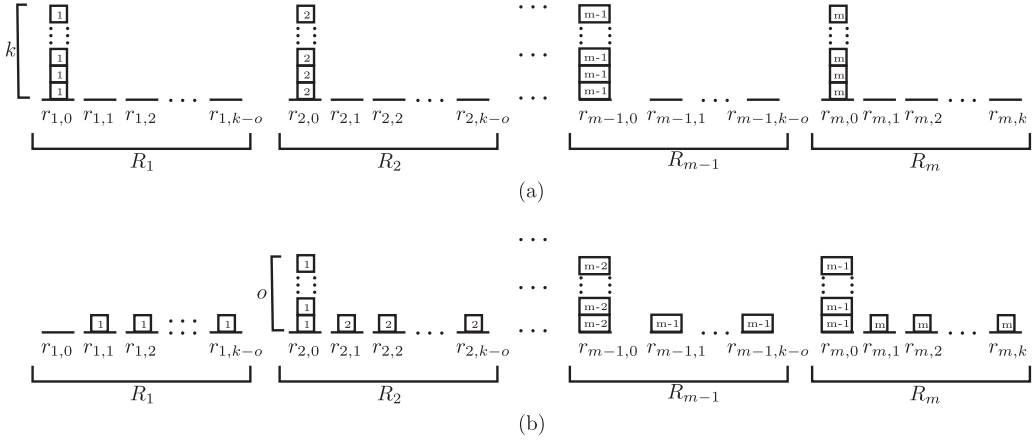 1 2 . . . m-1 m
k
1 2 . . . m-1 m
1 2 m-1 m
1 2 . . . m-1 m
r_{1,0} r_{1,1} r_{1,2} . . . r_{1,k-o} r_{2,0} r_{2,1} r_{2,2} . . . r_{2,k-o} r_{m-1,0} r_{m-1,1} . . . r_{m-1,k-o} r_{m,0} r_{m,1} r_{m,2} . . . r_{m,k}
R_1 R_2 R_{m-1} R_m
(a)
. . .
1 m-2 m-1
o . . .
1 m-2 m-1
1 1 . . . 1 1 2 2 2 . . . m-2 m-1 m-1 m-1 m m m
r_{1,0} r_{1,1} r_{1,2} . . . r_{1,k-o} r_{2,0} r_{2,1} r_{2,2} . . . r_{2,k-o} r_{m-1,0} r_{m-1,1} . . . r_{m-1,k-o} r_{m,0} r_{m,1} r_{m,2} . . . r_{m,k}
R_1 R_2 R_{m-1} R_m
(b)